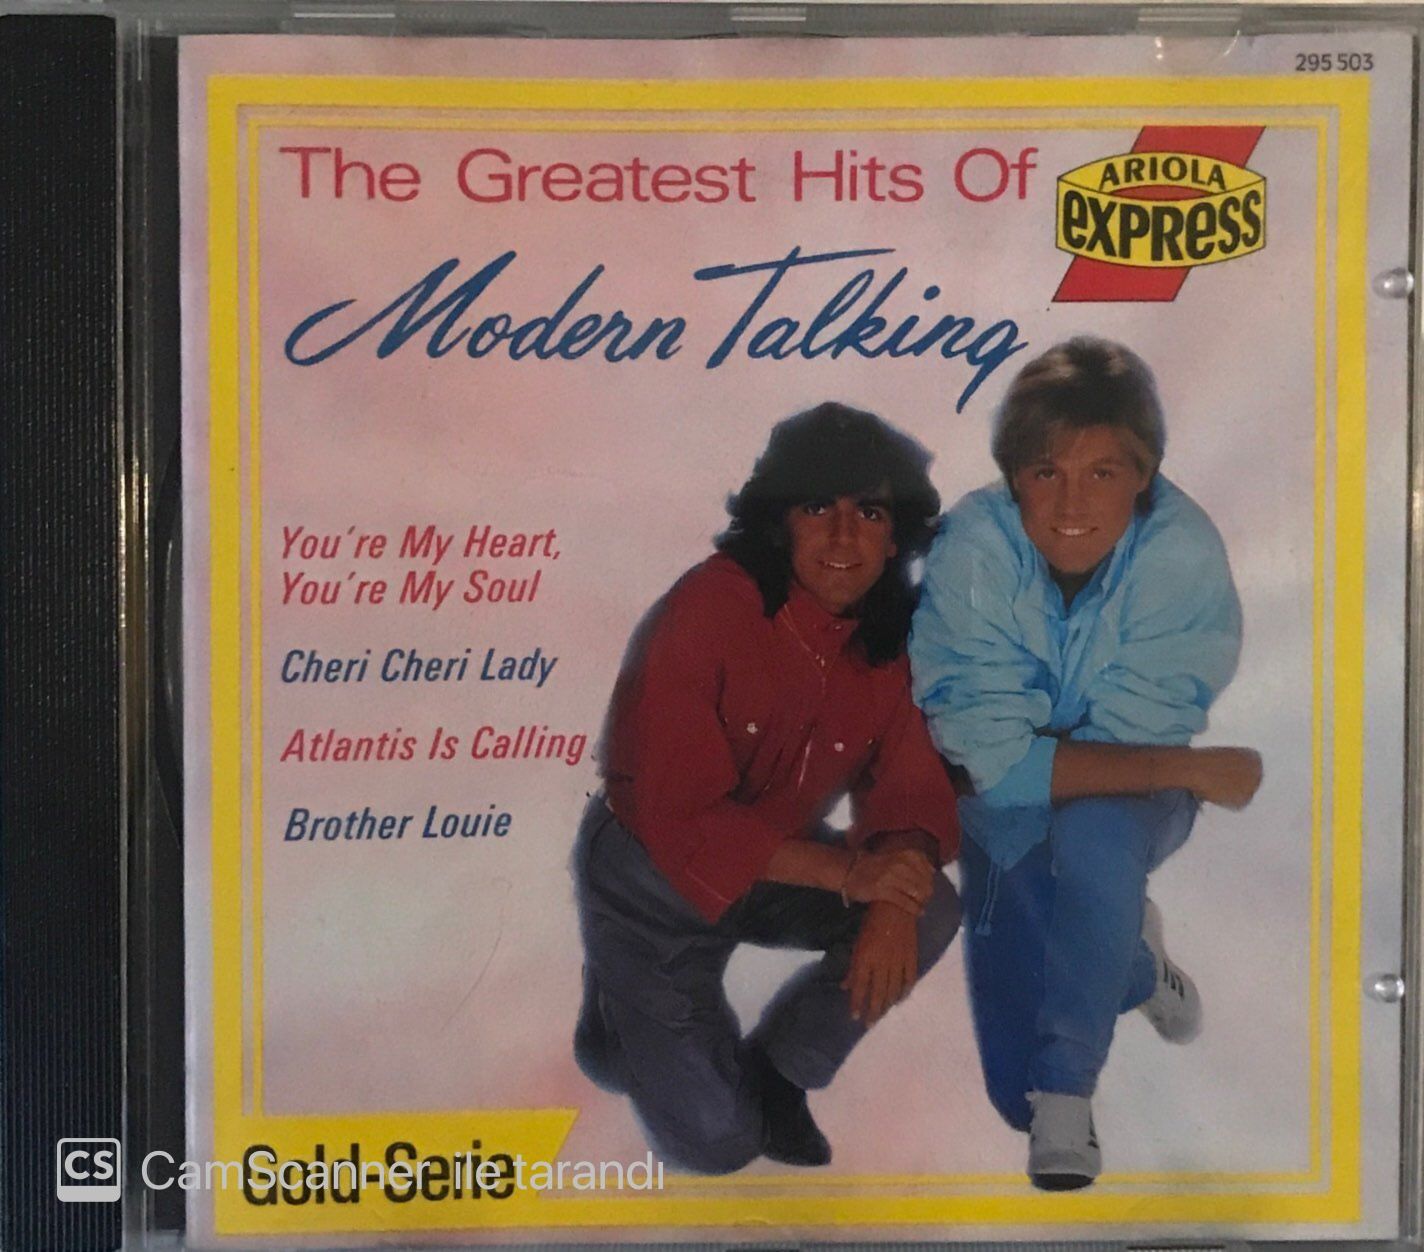 295 503
The Greatest Hits Of
ARIOLA
eXPReSS
Modern Talking
You're My Heart,
You're My Soul
Cheri Cheri Lady
Atlantis Is Calling
Brother Louie
Gold-Serie
CS CamScanner ile tarandı